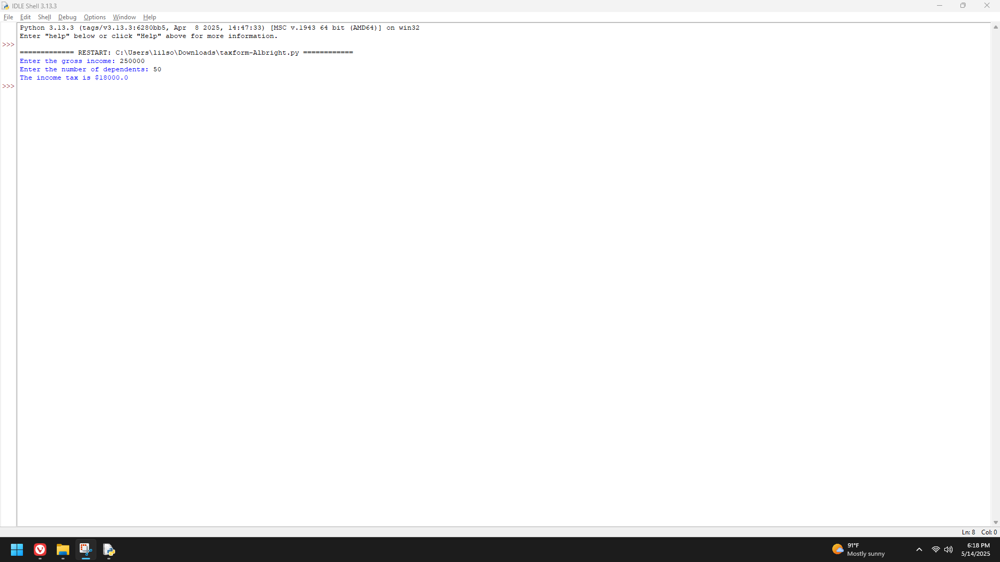 IDLE Shell 3.13.3
File Edit Shell Debug Options Window Help
Python 3.13.3 (tags/v3.13.3:6280bb5, Apr  8 2025, 14:47:33) [MSC v.1943 64 bit (AMD64)] on win32
Enter "help" below or click "Help" above for more information.
>>>
============= RESTART: C:\Users\lilso\Downloads\taxform-Albright.py ============
Enter the gross income: 250000
Enter the number of dependents: 50
The income tax is $18000.0
>>>
Ln: 8 Col: 0
91°F
Mostly sunny
6:18 PM
5/14/2025